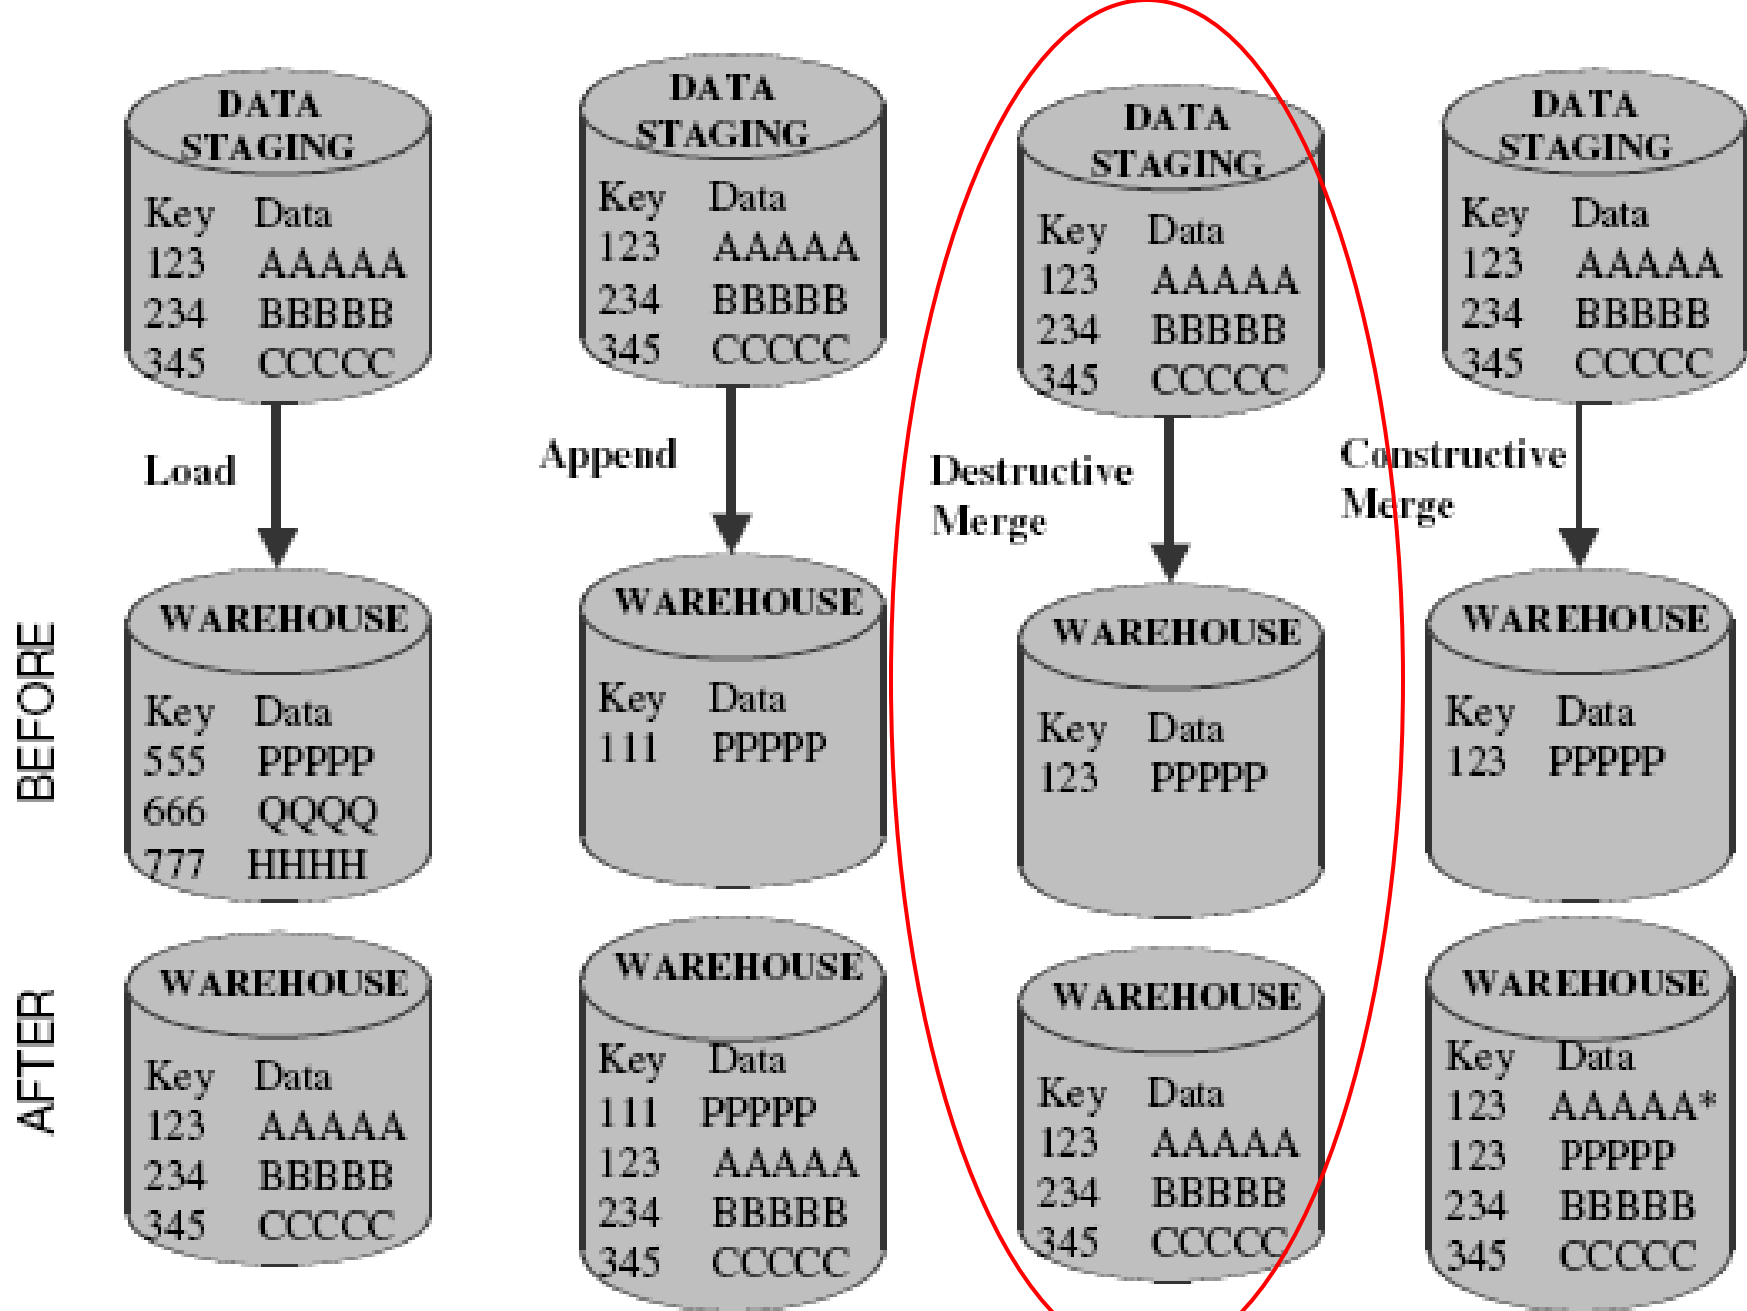 DATA
STAGING
Key Data
123 AAAAA
234 BBBBB
345 CCCCC
Load
DATA
STAGING
Key Data
123 AAAAA
234 BBBBB
345 CCCCC
Append
DATA
STAGING
Key Data
123 AAAAA
234 BBBBB
345 CCCCC
Destructive
Merge
DATA
STAGING
Key Data
123 AAAAA
234 BBBBB
345 CCCCC
Constructive
Merge
BEFORE
WAREHOUSE
Key Data
555 PPPPP
666 QQQQ
777 HHHH
WAREHOUSE
Key Data
111 PPPPP
WAREHOUSE
Key Data
123 PPPPP
WAREHOUSE
Key Data
123 PPPPP
AFTER
WAREHOUSE
Key Data
123 AAAAA
234 BBBBB
345 CCCCC
WAREHOUSE
Key Data
111 PPPPP
123 AAAAA
234 BBBBB
345 CCCCC
WAREHOUSE
Key Data
123 AAAAA
234 BBBBB
345 CCCCC
WAREHOUSE
Key Data
123 AAAAA*
123 PPPPP
234 BBBBB
345 CCCCC